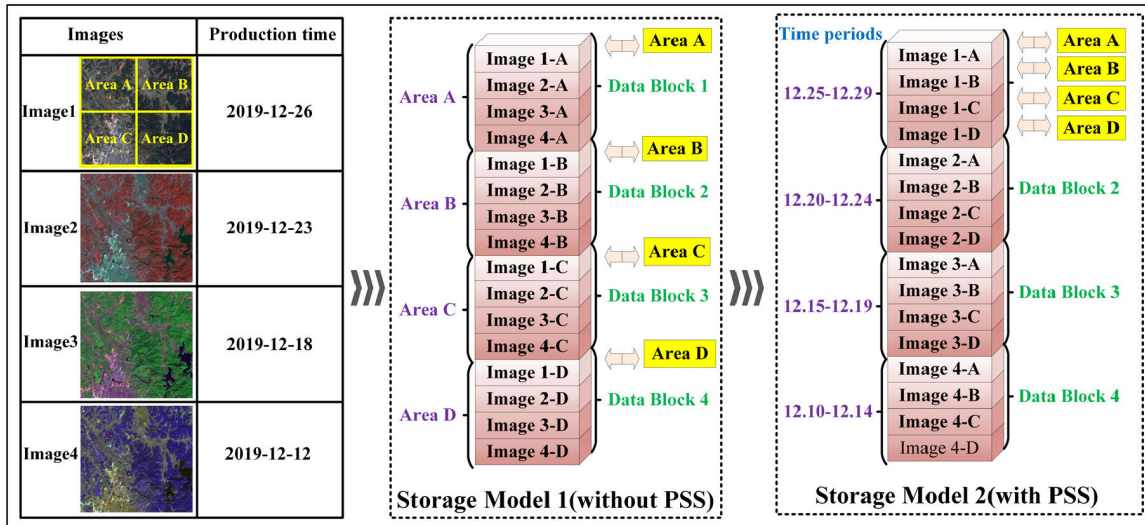 Images
Production time
Image1
Area A
Area B
Area C
Area D
2019-12-26
Image2
2019-12-23
Image3
2019-12-18
Image4
2019-12-12
Area A
Area B
Area C
Area D
Image 1-A
Image 2-A
Image 3-A
Image 4-A
Image 1-B
Image 2-B
Image 3-B
Image 4-B
Image 1-C
Image 2-C
Image 3-C
Image 4-C
Image 1-D
Image 2-D
Image 3-D
Image 4-D
Area A
Data Block 1
Area B
Data Block 2
Area C
Data Block 3
Area D
Data Block 4
Storage Model 1(without PSS)
Time periods
12.25-12.29
12.20-12.24
12.15-12.19
12.10-12.14
Image 1-A
Image 1-B
Image 1-C
Image 1-D
Image 2-A
Image 2-B
Image 2-C
Image 2-D
Image 3-A
Image 3-B
Image 3-C
Image 3-D
Image 4-A
Image 4-B
Image 4-C
Image 4-D
Area A
Area B
Area C
Area D
Data Block 2
Data Block 3
Data Block 4
Storage Model 2(with PSS)